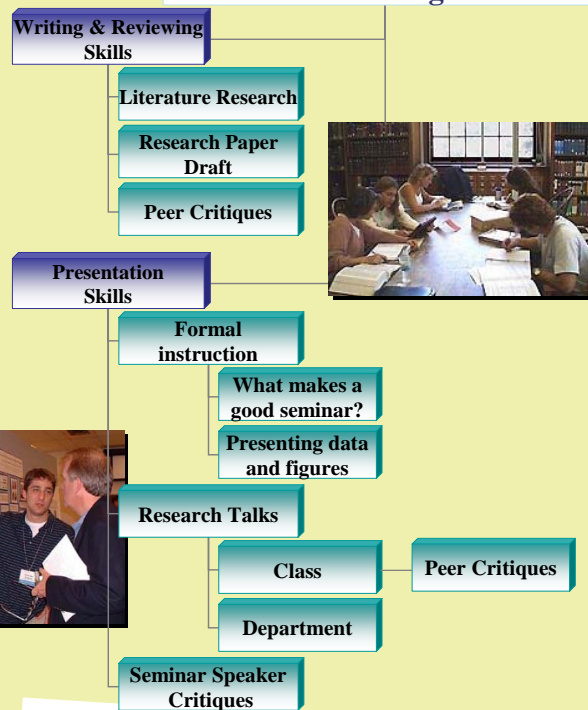 Writing & Reviewing
Skills
Literature Research
Research Paper
Draft
Peer Critiques
Presentation
Skills
Formal
instruction
What makes a
good seminar?
Presenting data
and figures
Research Talks
Class
Peer Critiques
Department
Seminar Speaker
Critiques